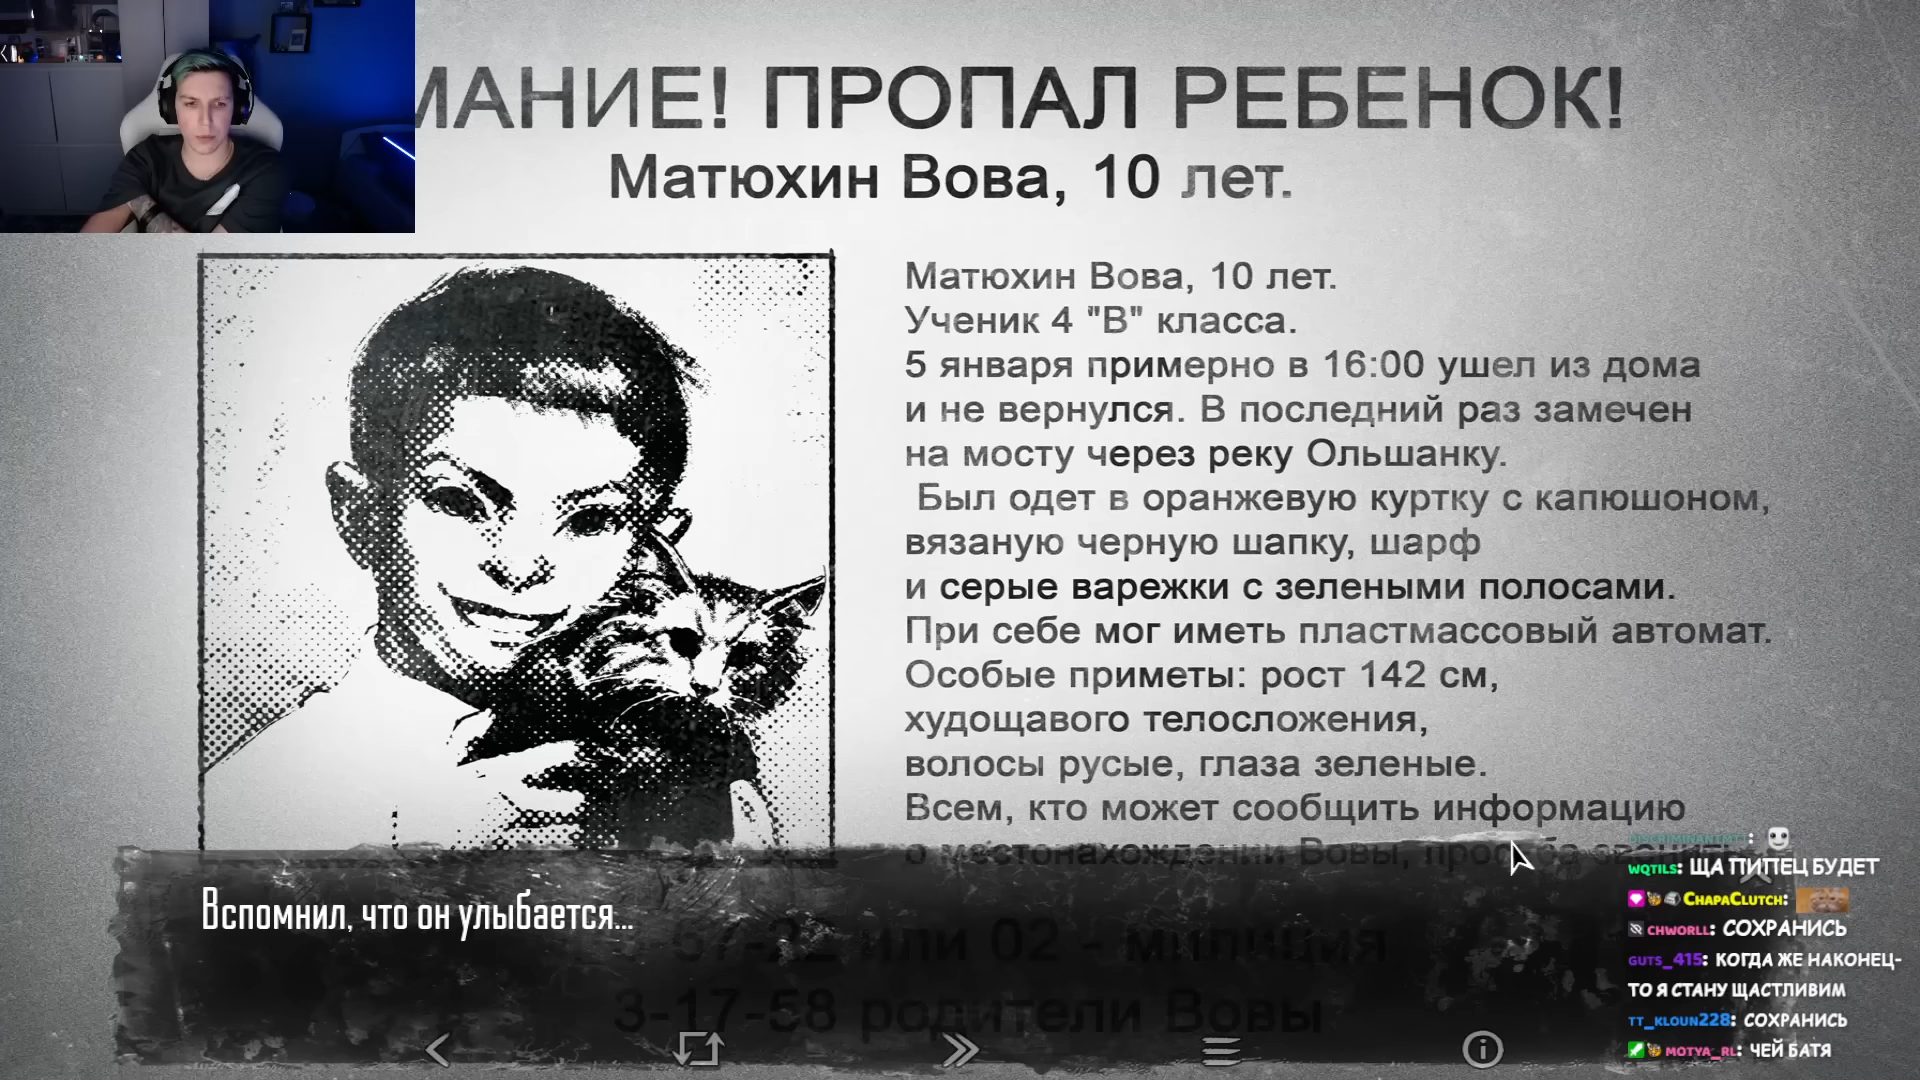 МАНИЕ! ПРОПАЛ РЕБЕНОК!
Матюхин Вова, 10 лет.
Матюхин Вова, 10 лет.
Ученик 4 "В" класса.
5 января примерно в 16:00 ушел из дома
и не вернулся. В последний раз замечен
на мосту через реку Ольшанку.
Был одет в оранжевую куртку с капюшоном,
вязаную черную шапку, шарф
и серые варежки с зелеными полосами.
При себе мог иметь пластмассовый автомат.
Особые приметы: рост 142 см,
худощавого телосложения,
волосы русые, глаза зеленые.
Всем, кто может сообщить информацию
о местонахождении Вовы,
Вспомнил, что он улыбается...
или 02 - милиция
3-17-58 родители Вовы
WQTILS: ЩА ПИПЕЦ БУДЕТ
CHAPACLUTCH:
CHWORLL: СОХРАНИСЬ
GUTS_415: КОГДА ЖЕ НАКОНЕЦ-
ТО Я СТАНУ ЩАСТЛИВИМ
TT_KLOUN228: СОХРАНИСЬ
MOTYA_RL: ЧЕЙ БАТЯ